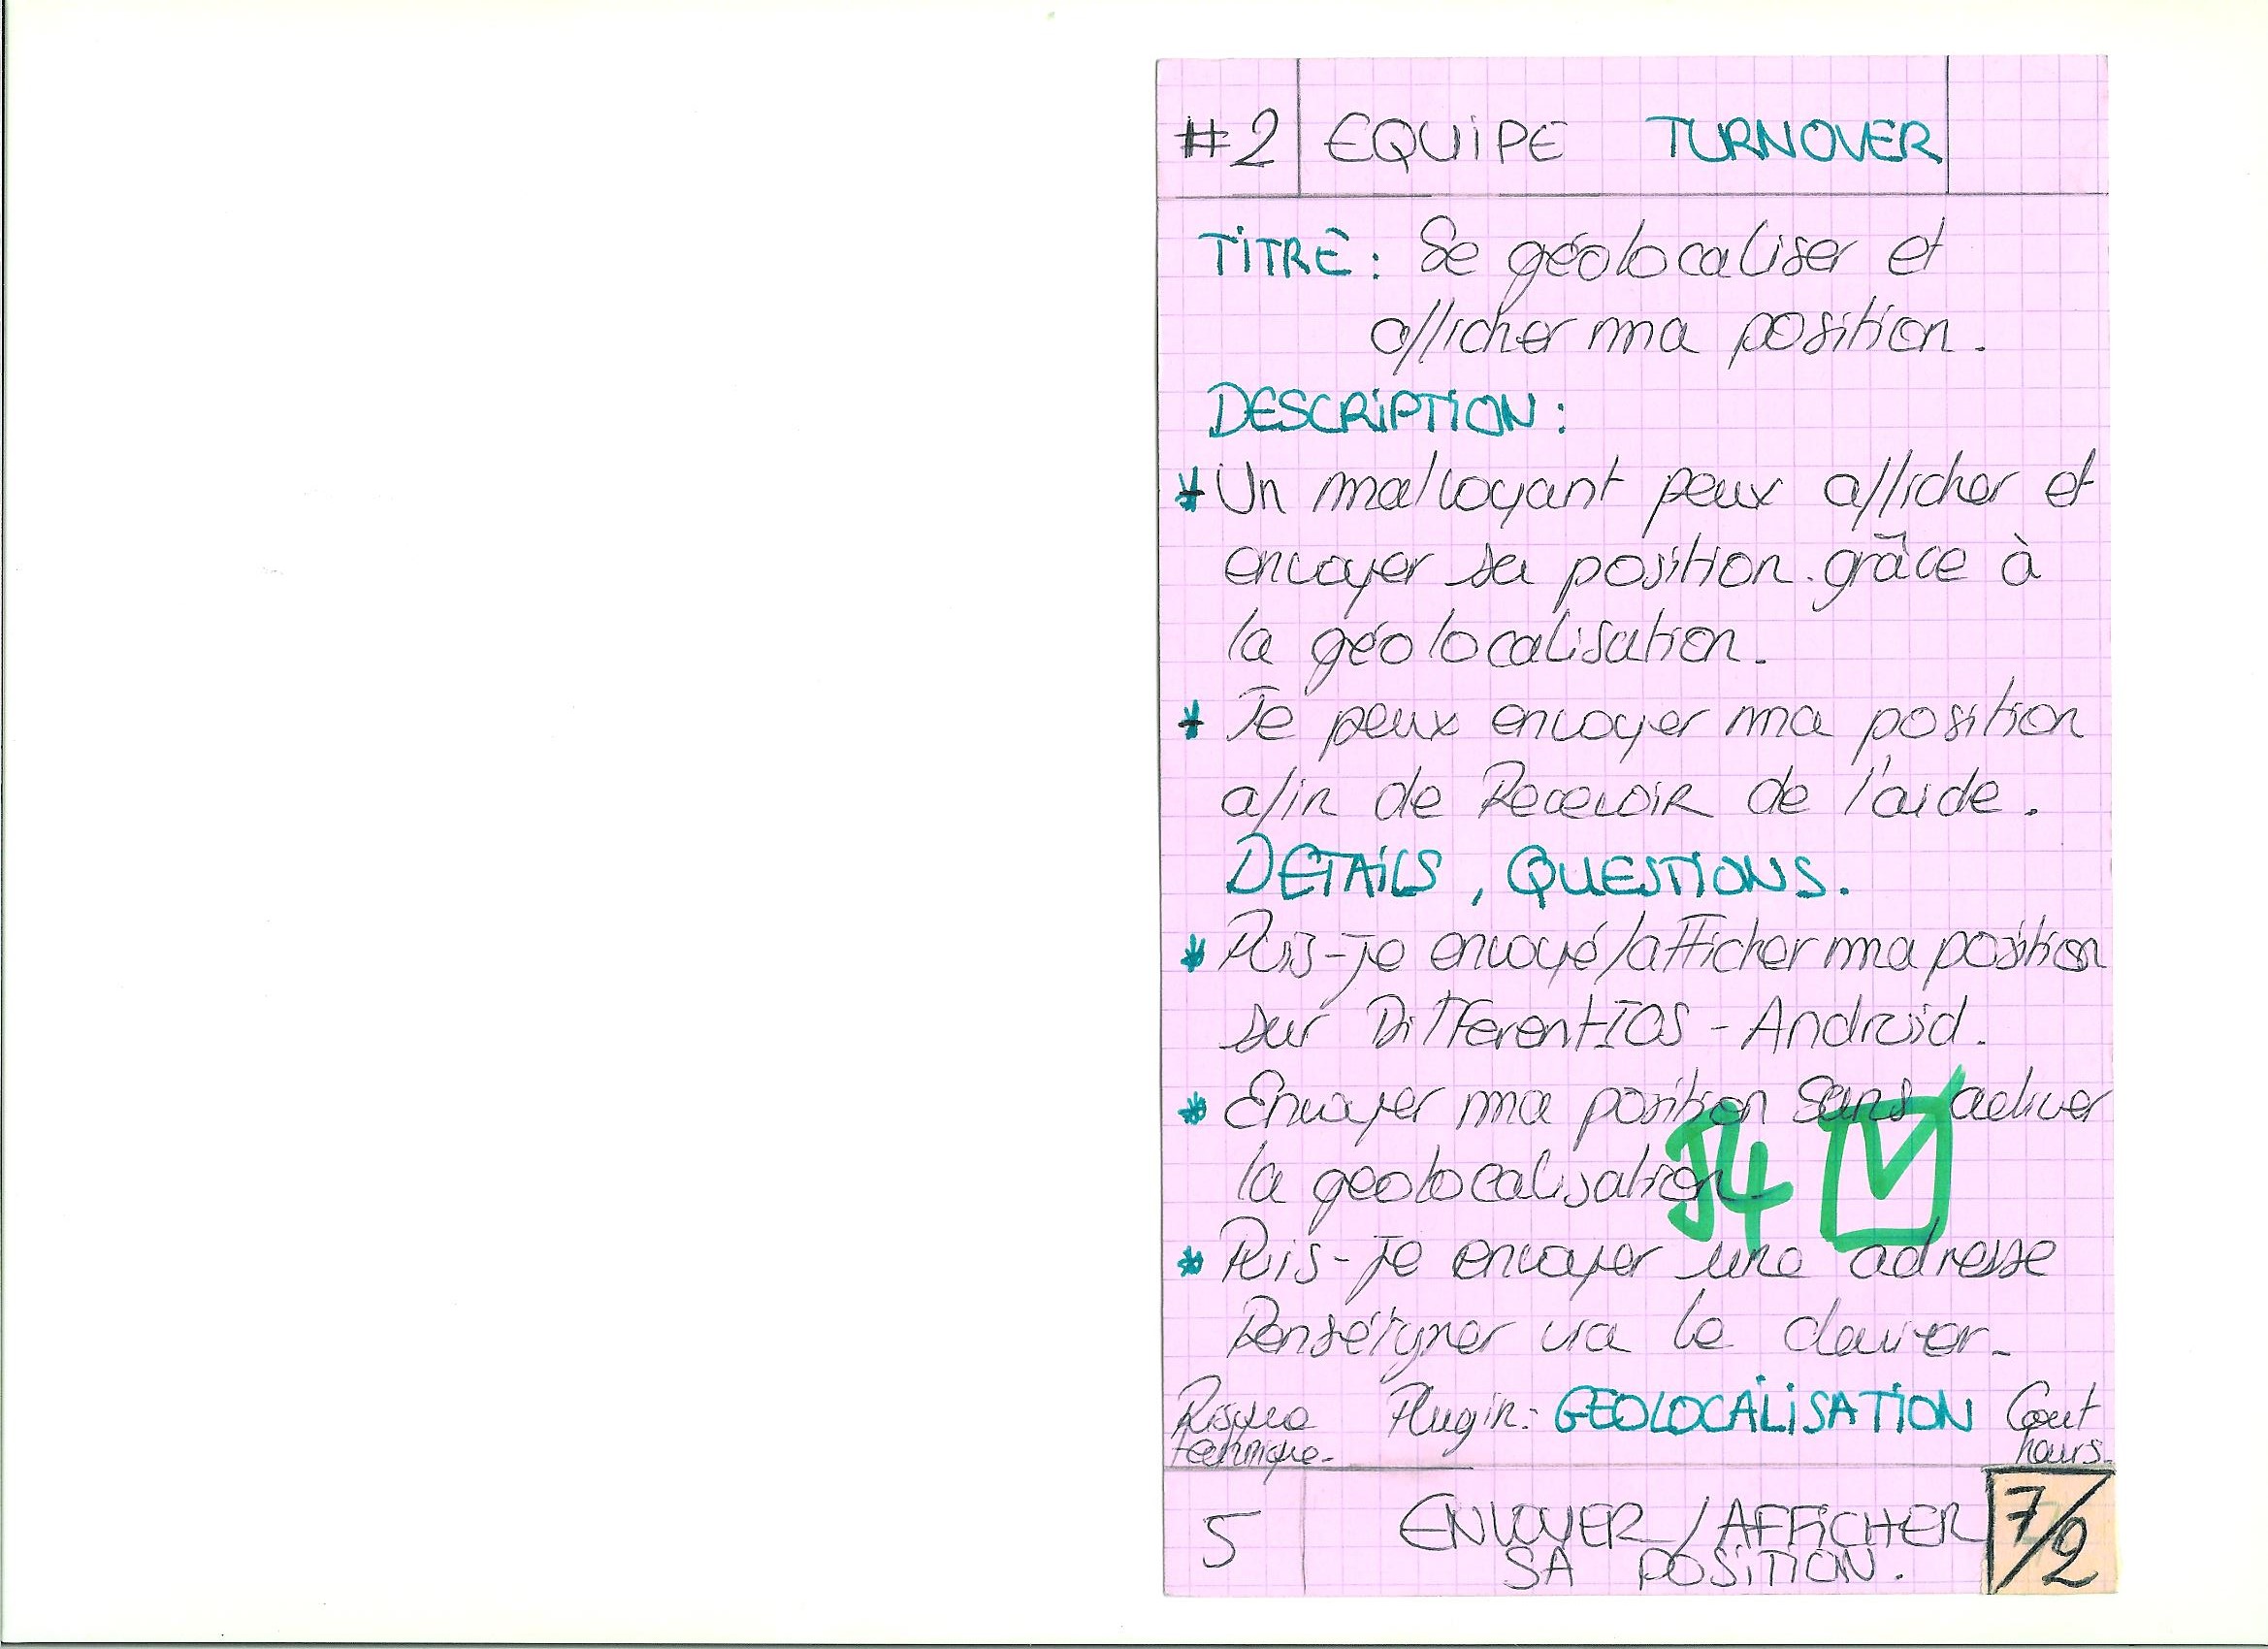 #2 EQUIPE TURNOVER
TITRE : Se géolocaliser et
afficher ma position.
DESCRIPTION :
* Un malvoyant peux afficher et
envoyer sa position. grâce à
la géolocalisation.
* Je peux envoyer ma position
afin de Recevoir de l'aide.
DETAILS, QUESTIONS.
* Puis-je envoyé/afficher ma position
sur Different IOS - Android.
* Envoyer ma position sans activer
la geolocalisation.
J4
* Puis-je envoyer une adresse
Renseigner via le clavier.
Risque Plugin: GEOLOCALISATION Cout
technique. hours.
5 ENVOYER/AFFICHER 7/2
SA POSITION.